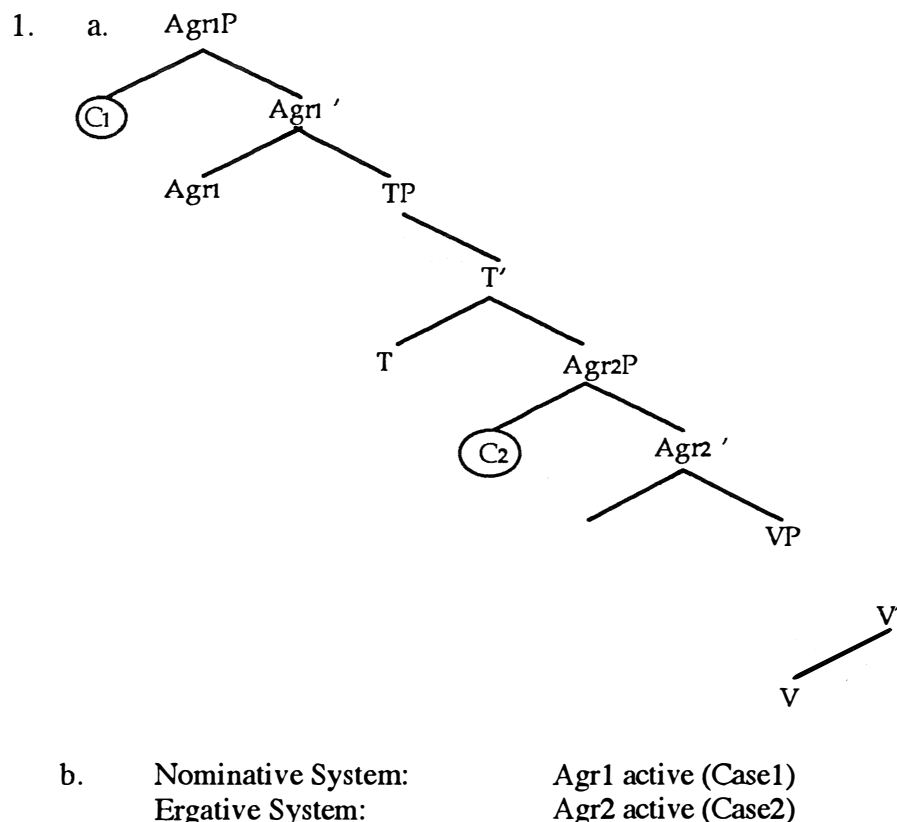 1. a. Agr1P
C1 Agr1 ′
Agr1 TP
T′
T Agr2P
C2 Agr2 ′
VP
V'
V
b. Nominative System: Agr1 active (Case1)
Ergative System: Agr2 active (Case2)